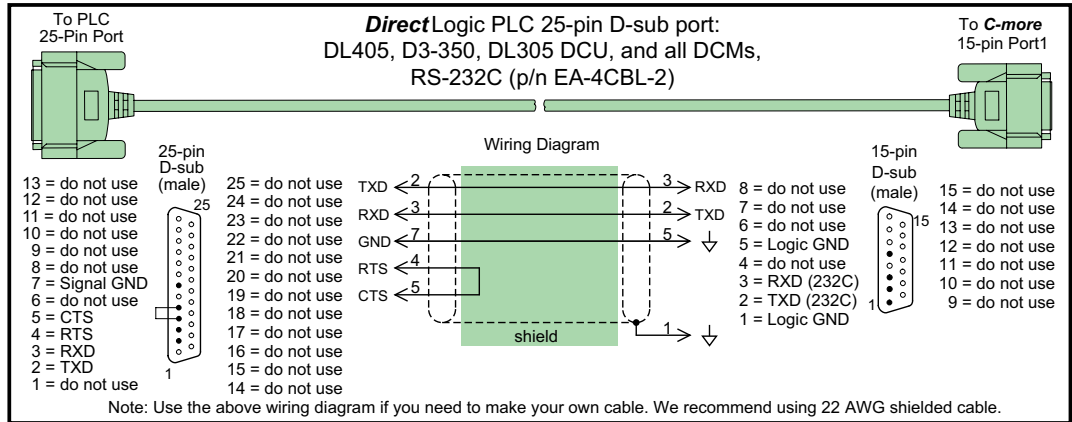 To PLC
25-Pin Port
DirectLogic PLC 25-pin D-sub port:
DL405, D3-350, DL305 DCU, and all DCMs,
RS-232C (p/n EA-4CBL-2)
To C-more
15-pin Port1
Wiring Diagram
25-pin
D-sub
(male)
25
1
13 = do not use
12 = do not use
11 = do not use
10 = do not use
9 = do not use
8 = do not use
7 = Signal GND
6 = do not use
5 = CTS
4 = RTS
3 = RXD
2 = TXD
1 = do not use
25 = do not use
24 = do not use
23 = do not use
22 = do not use
21 = do not use
20 = do not use
19 = do not use
18 = do not use
17 = do not use
16 = do not use
15 = do not use
14 = do not use
TXD 2 3 RXD
RXD 3 2 TXD
GND 7 5
RTS 4
CTS 5
1
shield
8 = do not use
7 = do not use
6 = do not use
5 = Logic GND
4 = do not use
3 = RXD (232C)
2 = TXD (232C)
1 = Logic GND
15-pin
D-sub
(male)
15
1
15 = do not use
14 = do not use
13 = do not use
12 = do not use
11 = do not use
10 = do not use
9 = do not use
Note: Use the above wiring diagram if you need to make your own cable. We recommend using 22 AWG shielded cable.